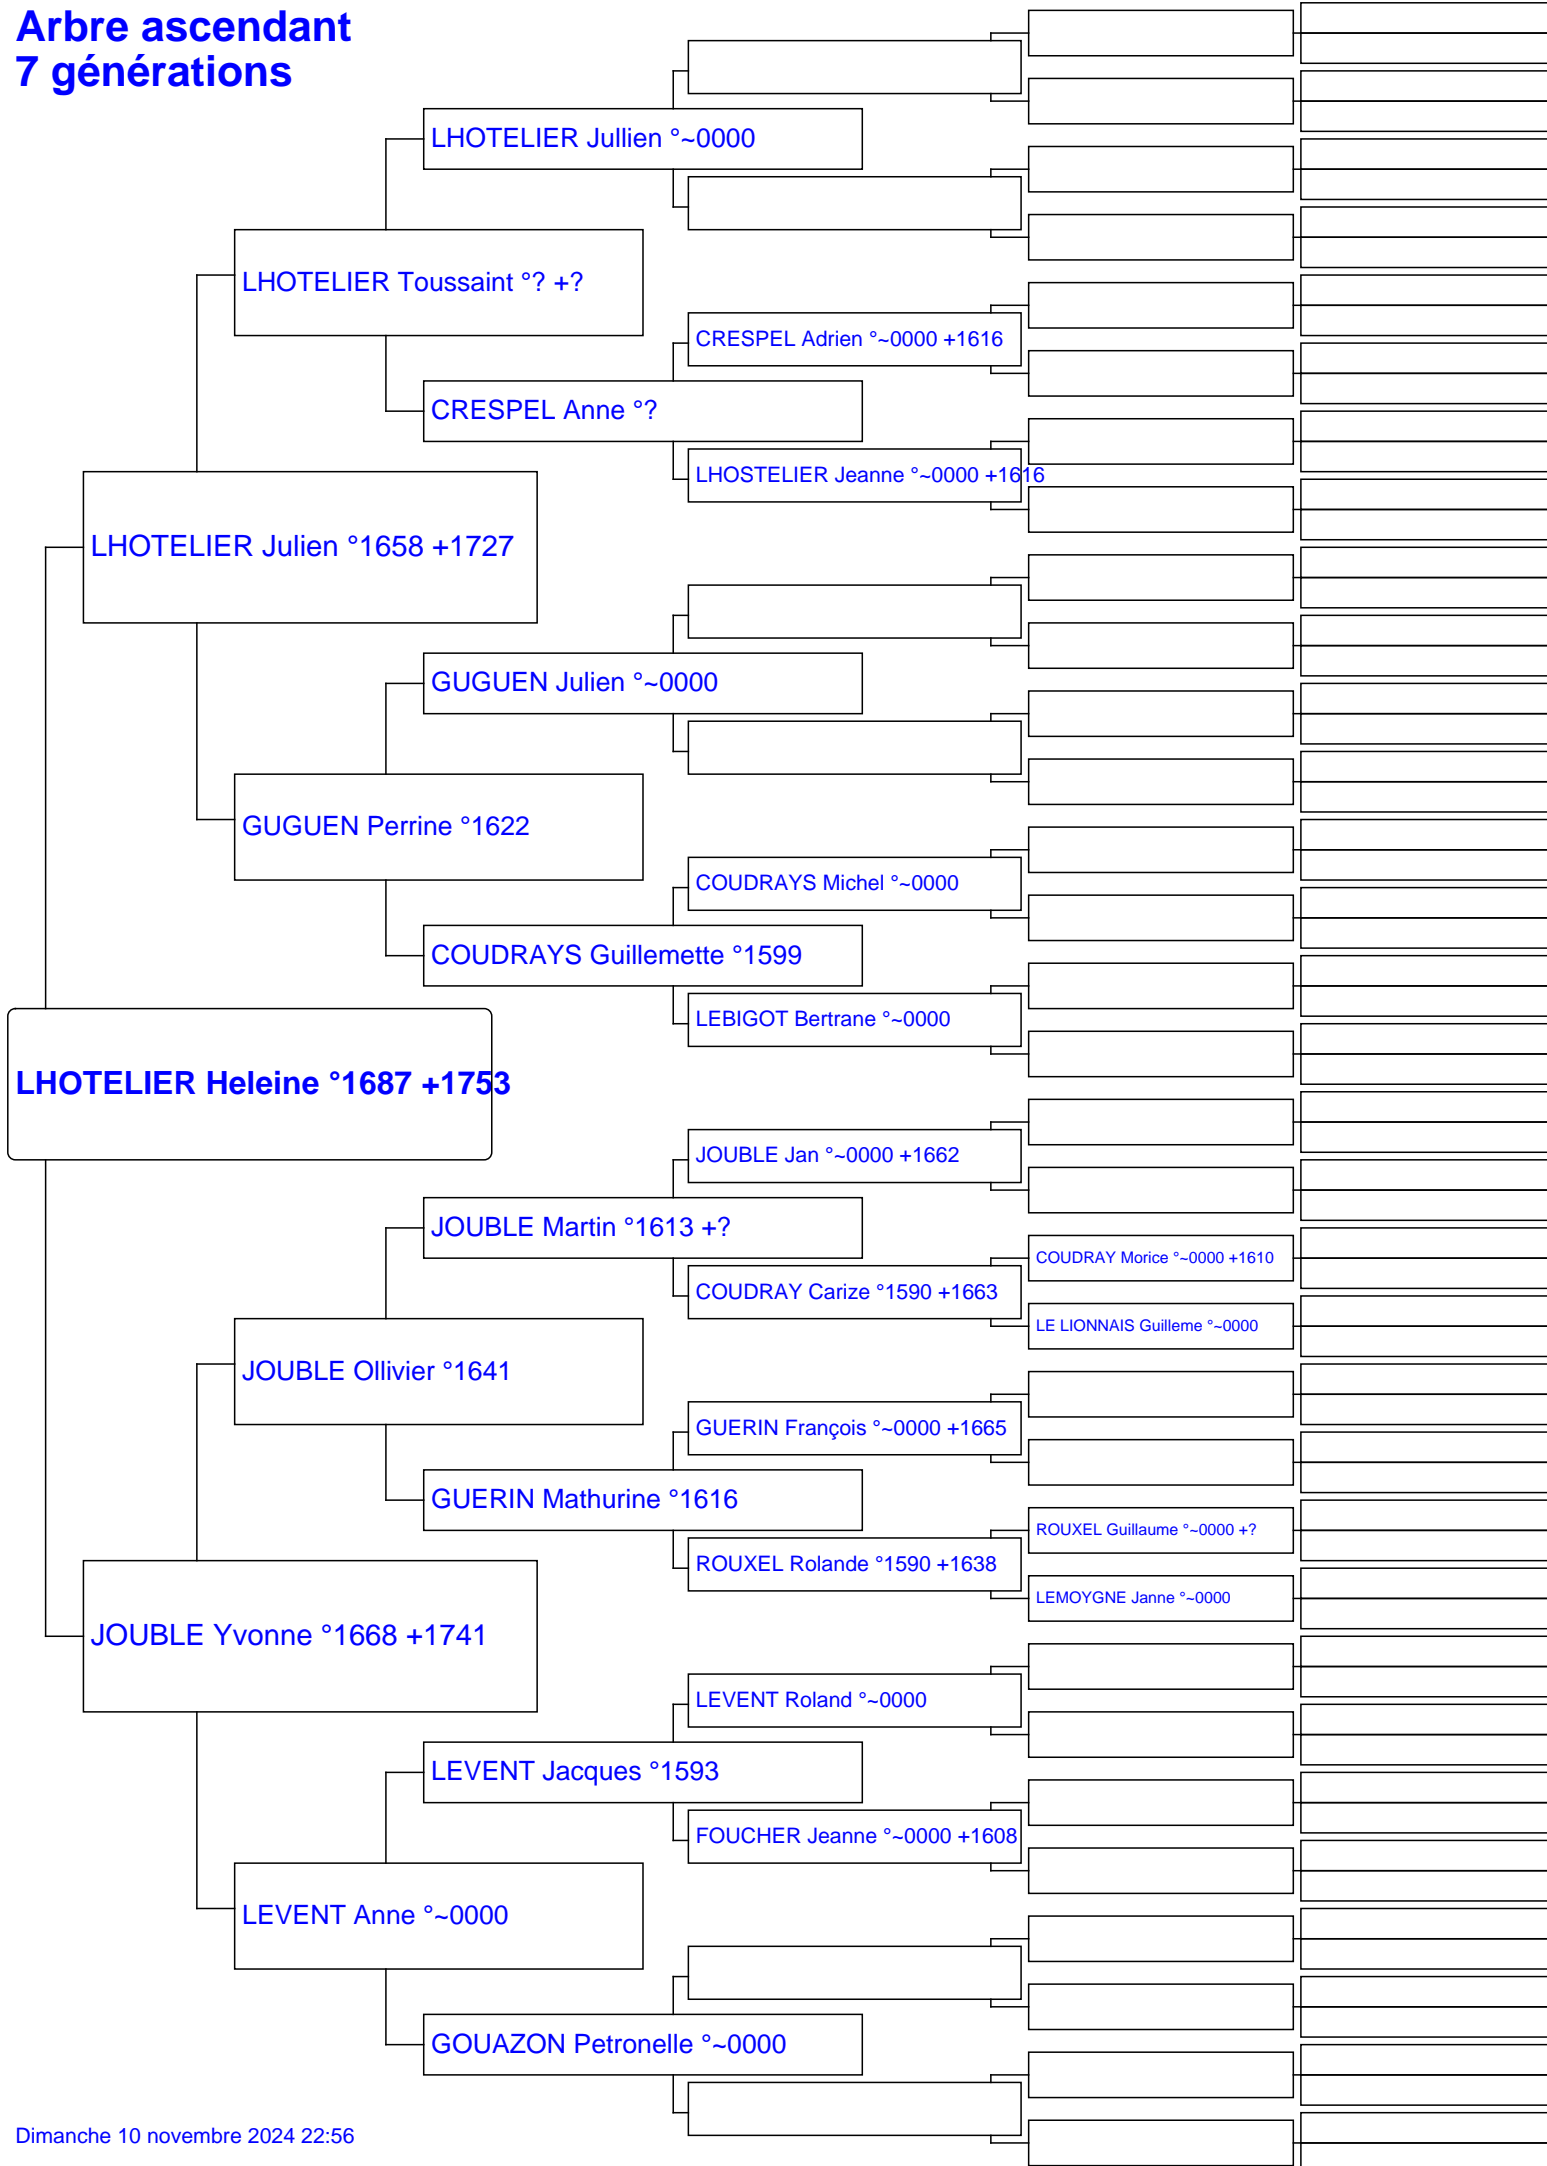 Arbre ascendant
7 générations
LHOTELIER Jullien °~0000
LHOTELIER Toussaint °? +?
CRESPEL Adrien °~0000 +1616
CRESPEL Anne °?
LHOSTELIER Jeanne °~0000 +1616
LHOTELIER Julien °1658 +1727
GUGUEN Julien °~0000
GUGUEN Perrine °1622
COUDRAYS Michel °~0000
COUDRAYS Guillemette °1599
LEBIGOT Bertrane °~0000
LHOTELIER Heleine °1687 +1753
JOUBLE Jan °~0000 +1662
JOUBLE Martin °1613 +?
COUDRAY Morice °~0000 +1610
COUDRAY Carize °1590 +1663
LE LIONNAIS Guilleme °~0000
JOUBLE Ollivier °1641
GUERIN François °~0000 +1665
GUERIN Mathurine °1616
ROUXEL Guillaume °~0000 +?
ROUXEL Rolande °1590 +1638
LEMOYGNE Janne °~0000
JOUBLE Yvonne °1668 +1741
LEVENT Roland °~0000
LEVENT Jacques °1593
FOUCHER Jeanne °~0000 +1608
LEVENT Anne °~0000
GOUAZON Petronelle °~0000
Dimanche 10 novembre 2024 22:56